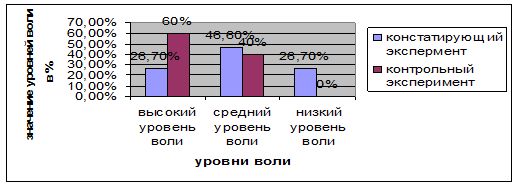 значение уровней воли
в%
70,00%
60,00%
50,00%
40,00%
30,00%
20,00%
10,00%
0,00%
26,70%
60%
46,60%
40%
26,70%
0%
высокий
уровень
воли
средний
уровень
воли
низкий
уровень
воли
уровни воли
констатирующий
экспермент
контрольный
эксперимент